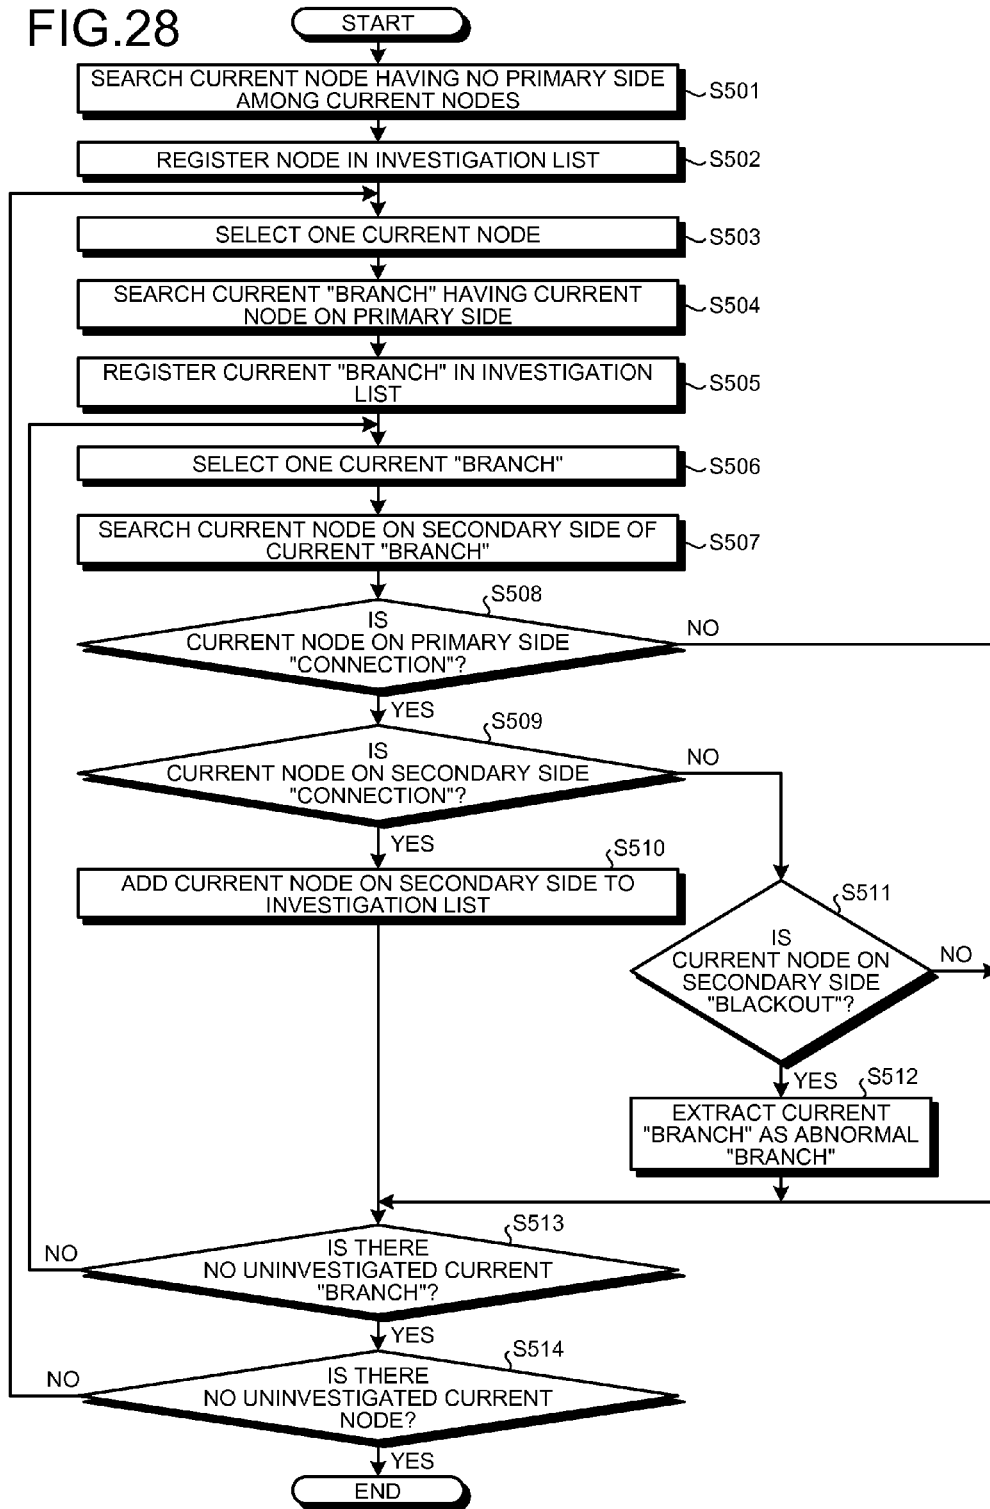 FIG.28
START
SEARCH CURRENT NODE HAVING NO PRIMARY SIDE
AMONG CURRENT NODES
S501
REGISTER NODE IN INVESTIGATION LIST
S502
SELECT ONE CURRENT NODE
S503
SEARCH CURRENT "BRANCH" HAVING CURRENT
NODE ON PRIMARY SIDE
S504
REGISTER CURRENT "BRANCH" IN INVESTIGATION
LIST
S505
SELECT ONE CURRENT "BRANCH"
S506
SEARCH CURRENT NODE ON SECONDARY SIDE OF
CURRENT "BRANCH"
S507
S508
IS
CURRENT NODE ON PRIMARY SIDE
"CONNECTION"?
NO
YES
S509
IS
CURRENT NODE ON SECONDARY SIDE
"CONNECTION"?
NO
YES
S510
ADD CURRENT NODE ON SECONDARY SIDE TO
INVESTIGATION LIST
S511
IS
CURRENT NODE ON
SECONDARY SIDE
"BLACKOUT"?
NO
YES
S512
EXTRACT CURRENT
"BRANCH" AS ABNORMAL
"BRANCH"
S513
IS THERE
NO UNINVESTIGATED CURRENT
"BRANCH"?
NO
YES
S514
IS THERE
NO UNINVESTIGATED CURRENT
NODE?
NO
YES
END